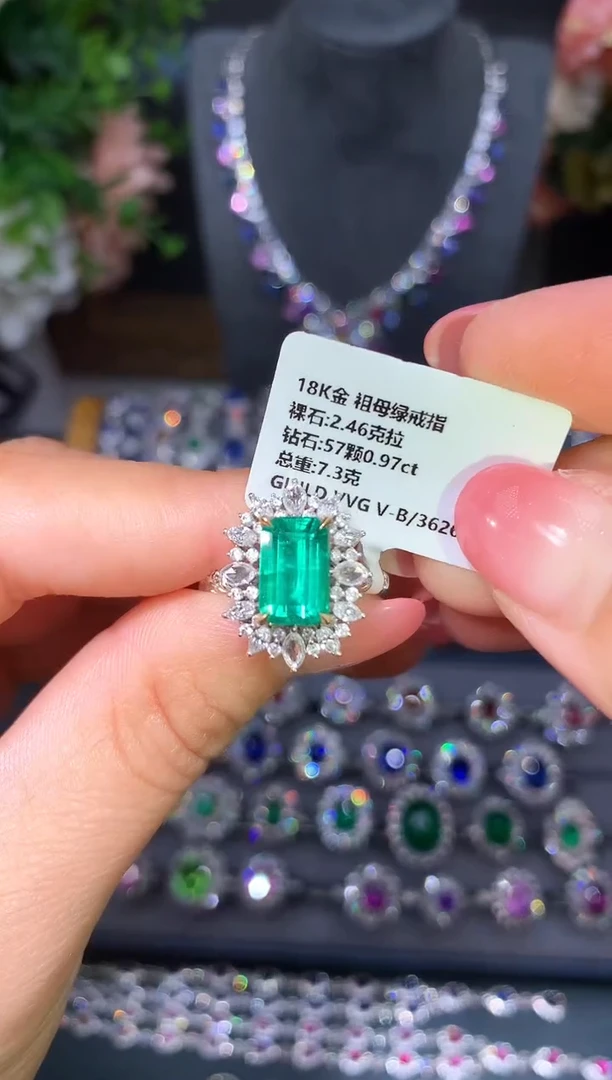 18K金 祖母绿戒指
裸石:2.46克拉
钻石:57颗0.97ct
总重:7.3克
VVG V-B/3626